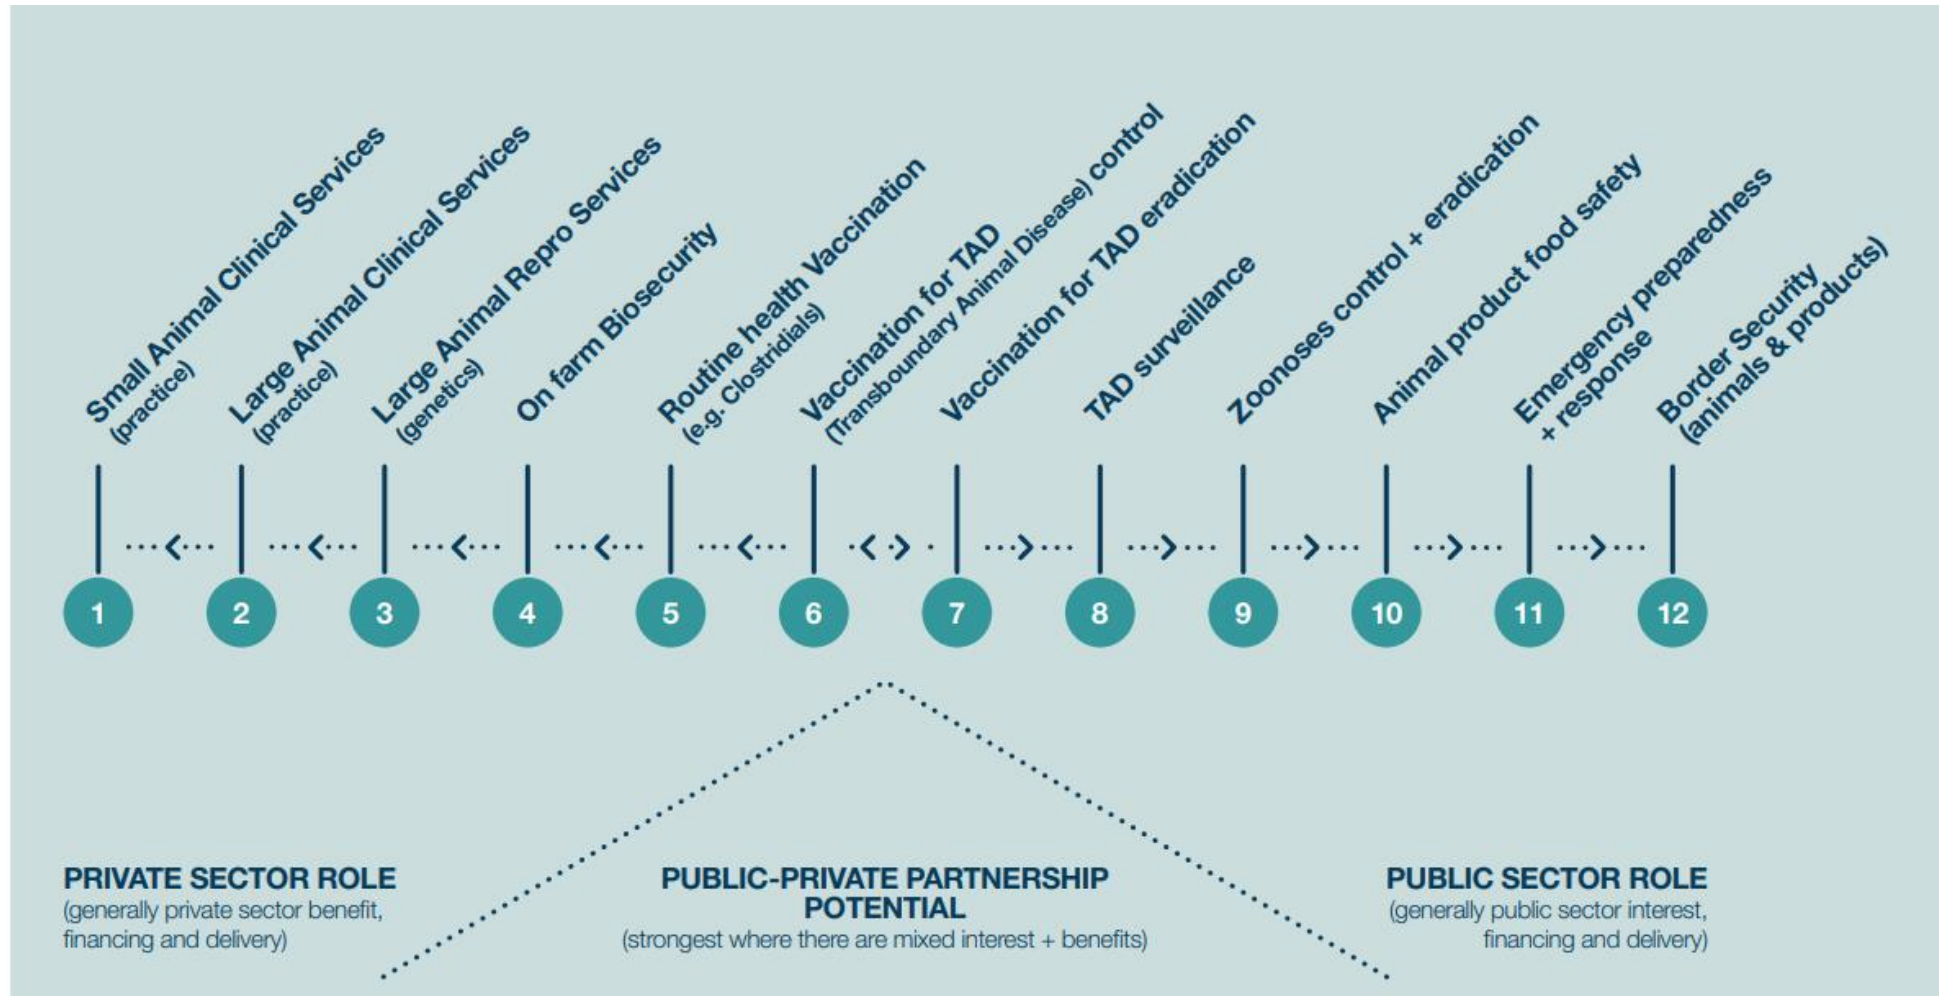 Small Animal Clinical Services
(practice)
Large Animal Clinical Services
(practice)
Large Animal Repro Services
(genetics)
On farm Biosecurity
Routine health Vaccination
(e.g. Clostridials)
Vaccination for TAD
(Transboundary Animal Disease) control
Vaccination for TAD eradication
TAD surveillance
Zoonoses control + eradication
Animal product food safety
Emergency preparedness
+ response
Border Security
(animals & products)
1
2
3
4
5
6
7
8
9
10
11
12
PRIVATE SECTOR ROLE
(generally private sector benefit,
financing and delivery)
PUBLIC-PRIVATE PARTNERSHIP
POTENTIAL
(strongest where there are mixed interest + benefits)
PUBLIC SECTOR ROLE
(generally public sector interest,
financing and delivery)